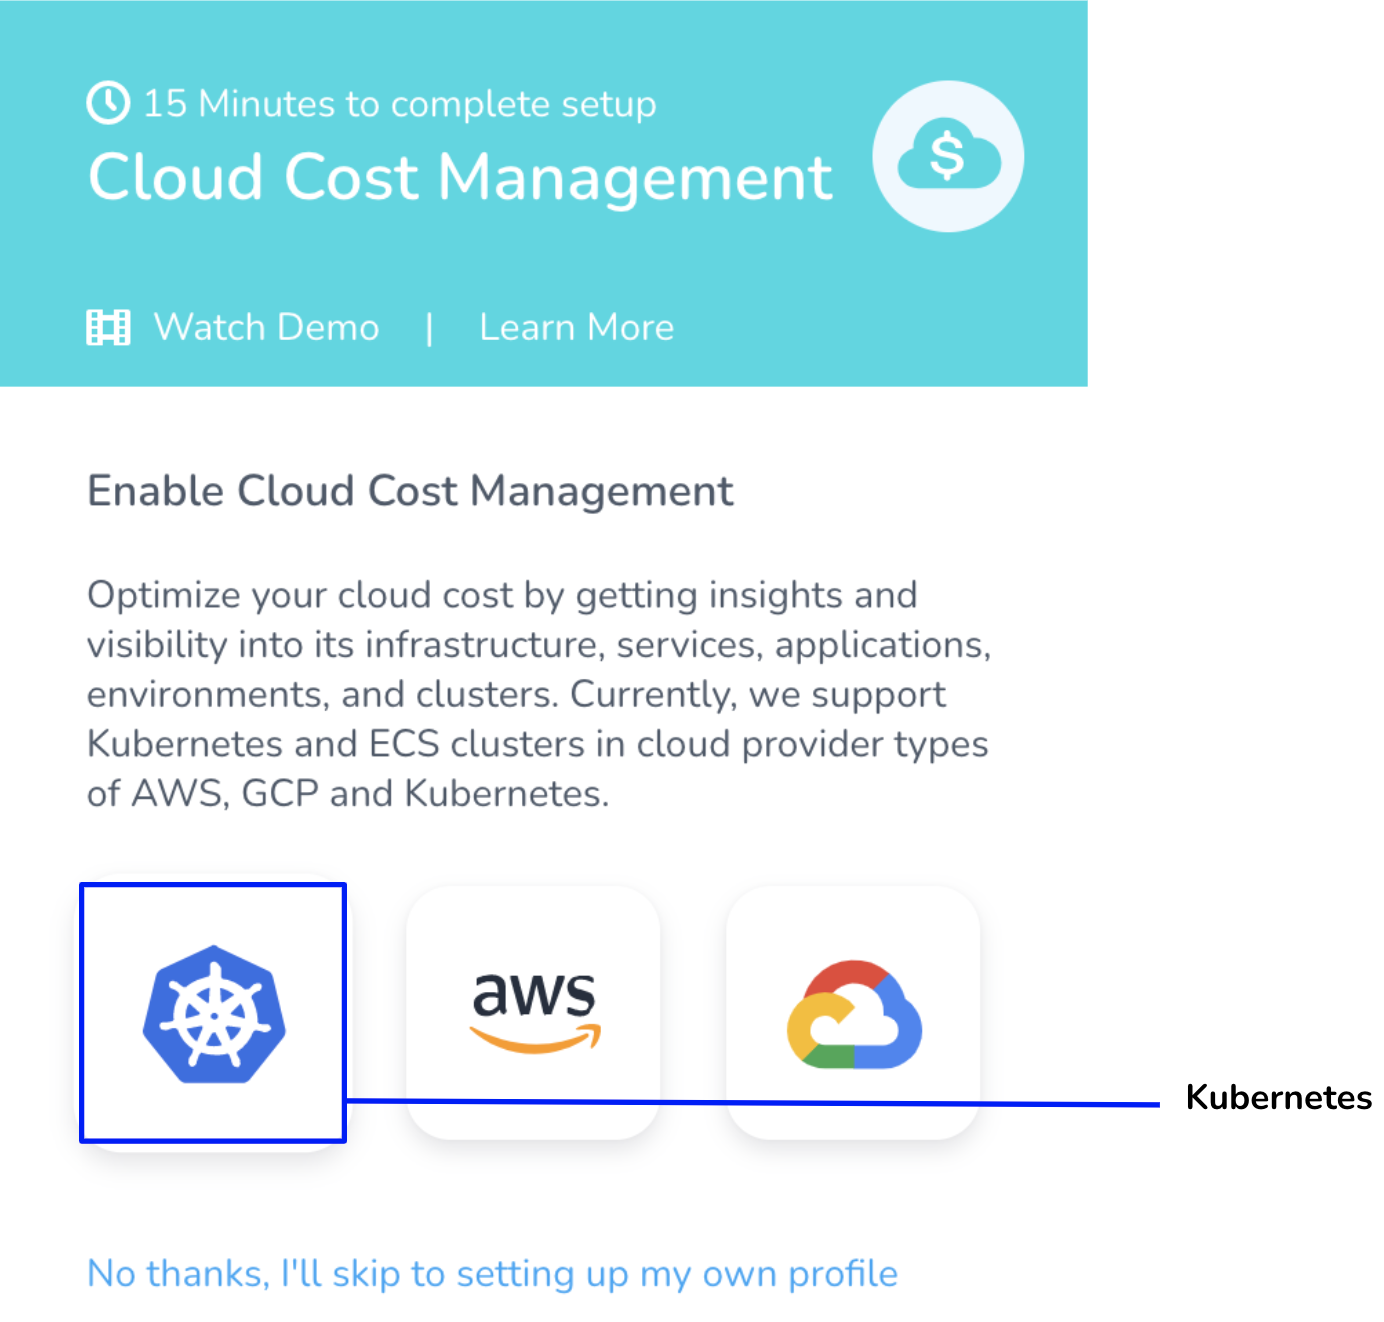 15 Minutes to complete setup
Cloud Cost Management
$
Watch Demo | Learn More
Enable Cloud Cost Management
Optimize your cloud cost by getting insights and
visibility into its infrastructure, services, applications,
environments, and clusters. Currently, we support
Kubernetes and ECS clusters in cloud provider types
of AWS, GCP and Kubernetes.
aws
Kubernetes
No thanks, I'll skip to setting up my own profile